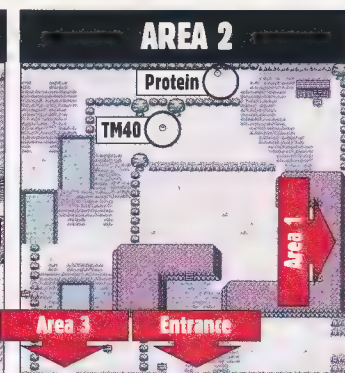 AREA 2
Protein
TM40
Area 1
Area 3
Entrance